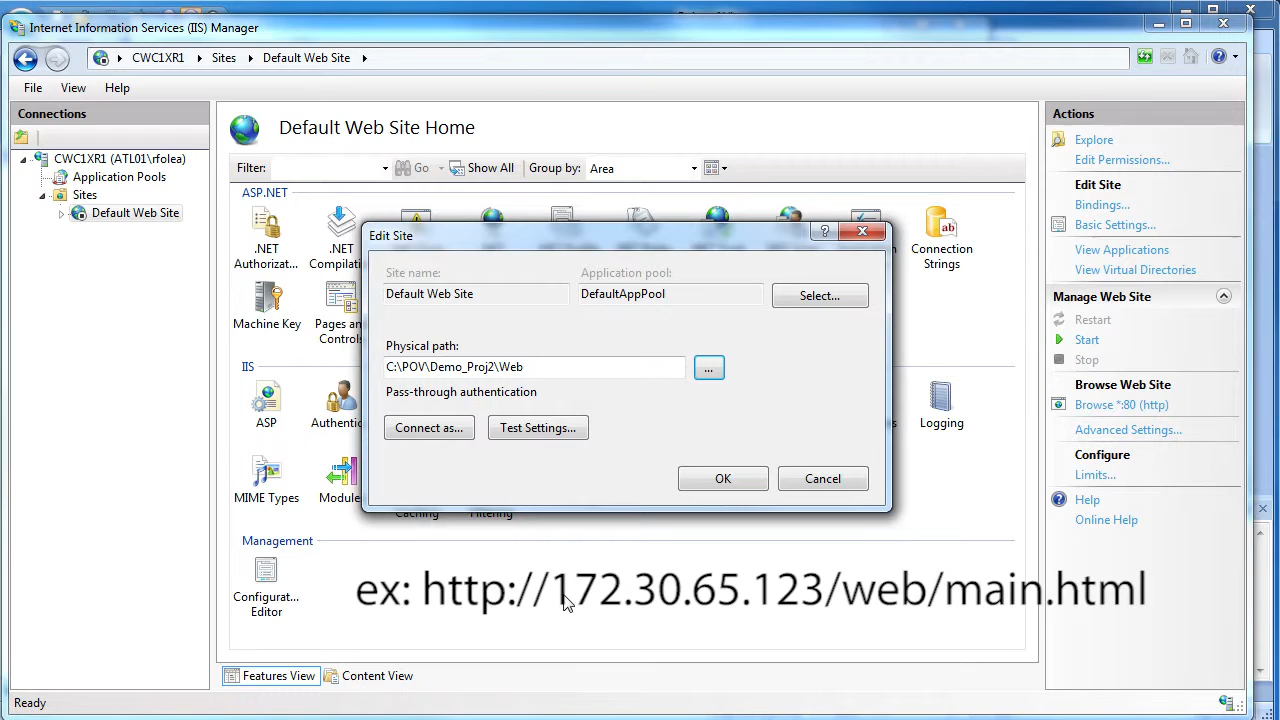 Internet Information Services (IIS) Manager
CWC1XR1 Sites Default Web Site
File View Help
Connections
CWC1XR1 (ATL01\rfolea)
Application Pools
Sites
Default Web Site
Default Web Site Home
Filter: Go Show All Group by: Area
ASP.NET
.NET
Authorizat...
.NET
Compilati
Connection
Strings
Machine Key
Pages and
Controls
IIS
ASP
Authentic
Logging
MIME Types
Module
Caching
Filtering
Management
Configurat...
Editor
Edit Site
Site name:
Default Web Site
Application pool:
DefaultAppPool
Select...
Physical path:
C:\POV\Demo_Proj2\Web
...
Pass-through authentication
Connect as...
Test Settings...
OK
Cancel
ex: http://172.30.65.123/web/main.html
Features View Content View
Ready
Actions
Explore
Edit Permissions...
Edit Site
Bindings...
Basic Settings...
View Applications
View Virtual Directories
Manage Web Site
Restart
Start
Stop
Browse Web Site
Browse *:80 (http)
Advanced Settings...
Configure
Limits...
Help
Online Help